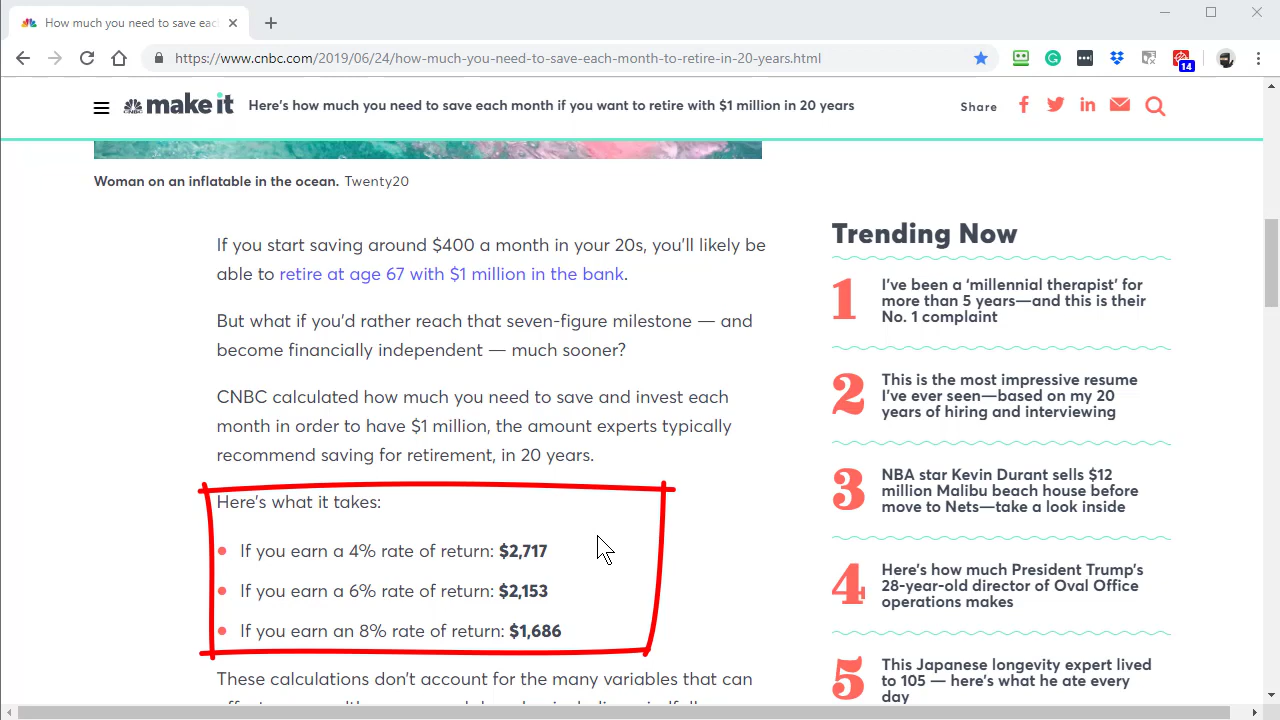 How much you need to save eac
https://www.cnbc.com/2019/06/24/how-much-you-need-to-save-each-month-to-retire-in-20-years.html
14
CNBC make it
Here's how much you need to save each month if you want to retire with $1 million in 20 years
Share
Woman on an inflatable in the ocean. Twenty20
If you start saving around $400 a month in your 20s, you'll likely be
able to retire at age 67 with $1 million in the bank.
But what if you'd rather reach that seven-figure milestone — and
become financially independent — much sooner?
CNBC calculated how much you need to save and invest each
month in order to have $1 million, the amount experts typically
recommend saving for retirement, in 20 years.
Here's what it takes:
If you earn a 4% rate of return: $2,717
If you earn a 6% rate of return: $2,153
If you earn an 8% rate of return: $1,686
These calculations don't account for the many variables that can
Trending Now
1
I've been a 'millennial therapist' for
more than 5 years—and this is their
No. 1 complaint
2
This is the most impressive resume
I've ever seen—based on my 20
years of hiring and interviewing
3
NBA star Kevin Durant sells $12
million Malibu beach house before
move to Nets—take a look inside
4
Here's how much President Trump's
28-year-old director of Oval Office
operations makes
5
This Japanese longevity expert lived
to 105 — here's what he ate every
day